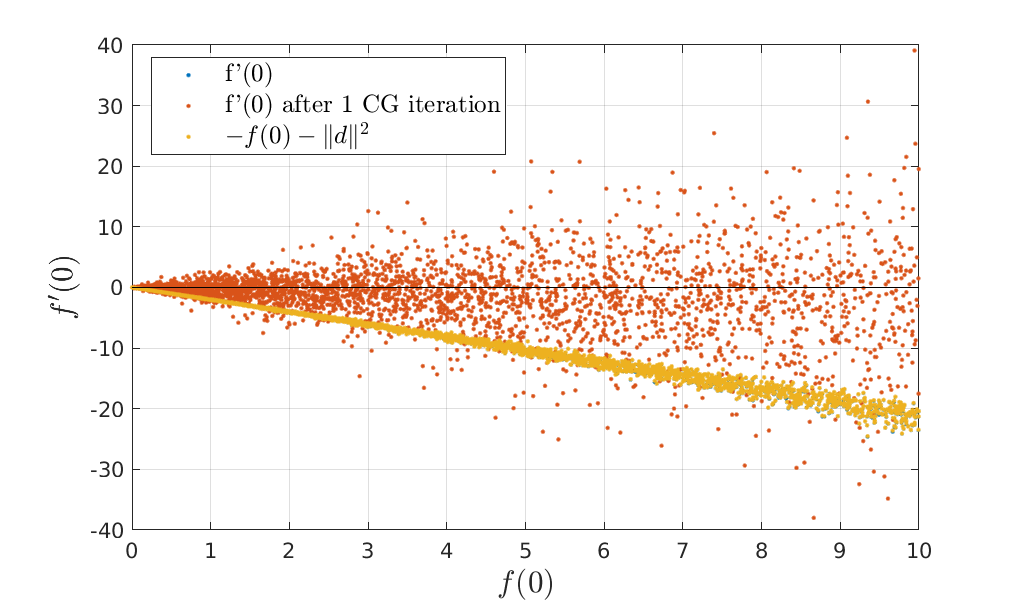 40
30
20
10
0
-10
-20
-30
-40
f'(0)
f'(0) after 1 CG iteration
−f(0) − ‖d‖²
f′(0)
0 1 2 3 4 5 6 7 8 9 10
f(0)